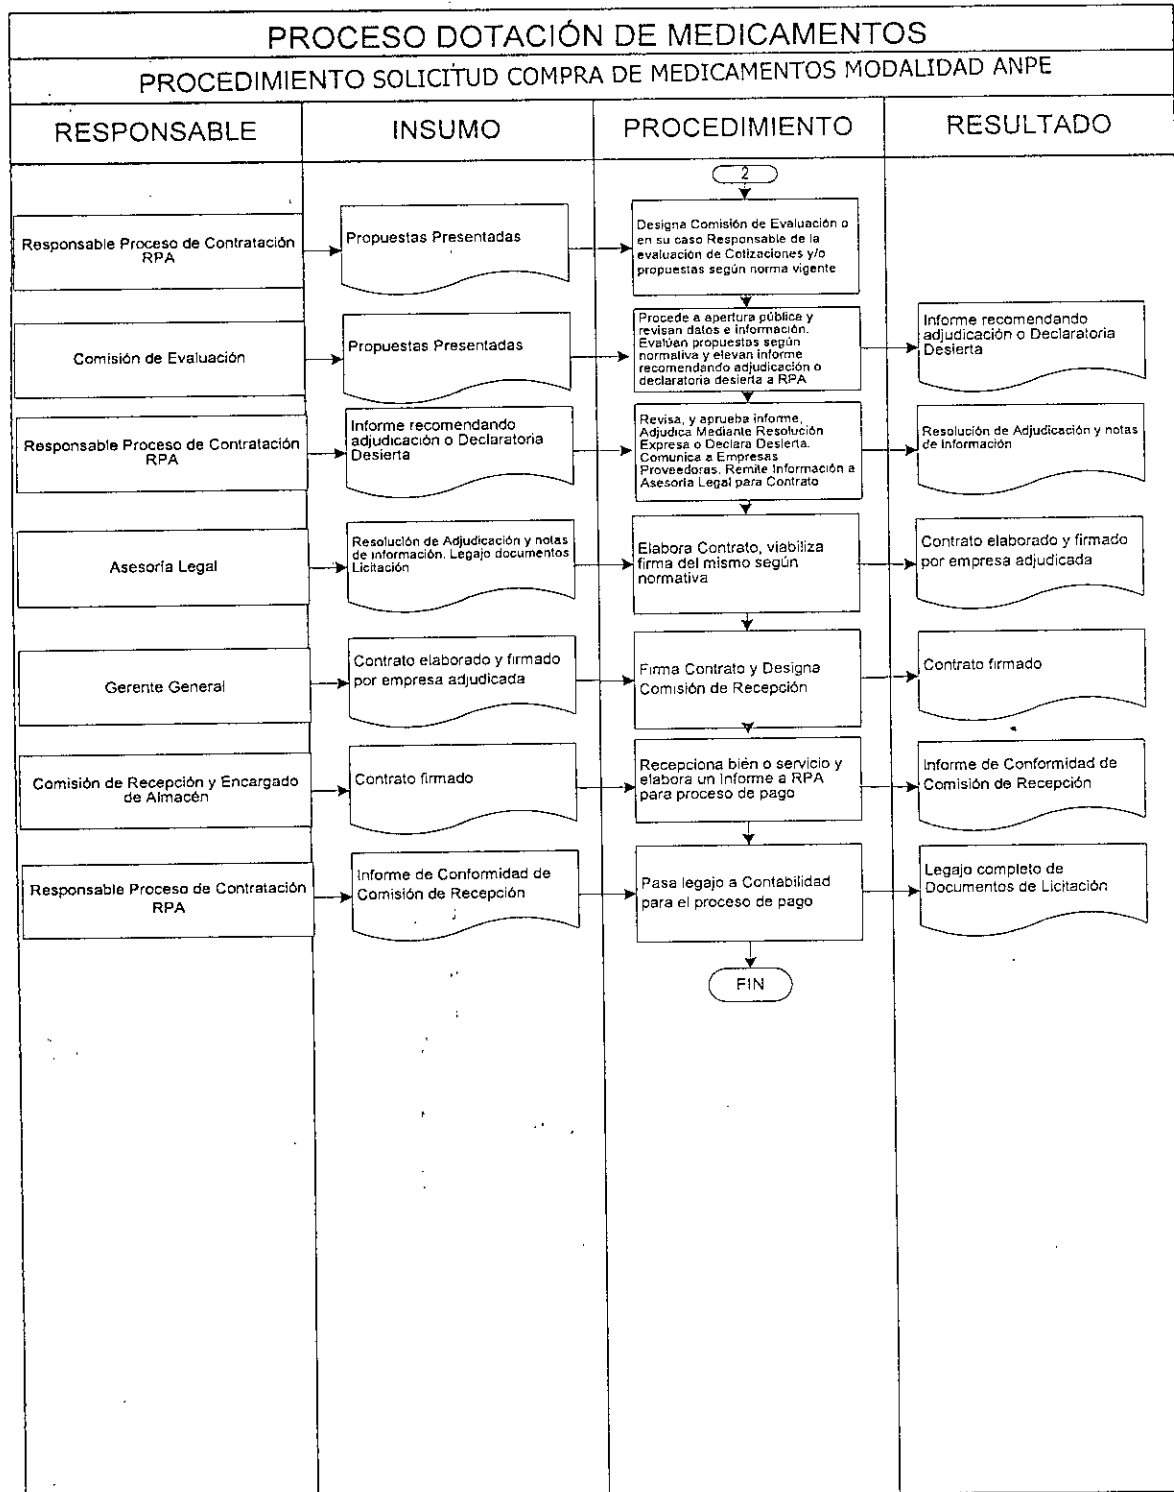 PROCESO DOTACIÓN DE MEDICAMENTOS
PROCEDIMIENTO SOLICITUD COMPRA DE MEDICAMENTOS MODALIDAD ANPE
RESPONSABLE
INSUMO
PROCEDIMIENTO
RESULTADO
2
Responsable Proceso de Contratación
RPA
Propuestas Presentadas
Designa Comisión de Evaluación o
en su caso Responsable de la
evaluación de Cotizaciones y/o
propuestas según norma vigente
Comisión de Evaluación
Propuestas Presentadas
Procede a apertura pública y
revisan datos e información.
Evalúan propuestas según
normativa y elevan informe
recomendando adjudicación o
declaratoria desierta a RPA
Informe recomendando
adjudicación o Declaratoria
Desierta
Responsable Proceso de Contratación
RPA
Informe recomendando
adjudicación o Declaratoria
Desierta
Revisa, y aprueba informe,
Adjudica Mediante Resolución
Expresa o Declara Desierta.
Comunica a Empresas
Proveedoras. Remite Información a
Asesoría Legal para Contrato
Resolución de Adjudicación y notas
de Información
Asesoría Legal
Resolución de Adjudicación y notas
de información. Legajo documentos
Licitación
Elabora Contrato, viabiliza
firma del mismo según
normativa
Contrato elaborado y firmado
por empresa adjudicada
Gerente General
Contrato elaborado y firmado
por empresa adjudicada
Firma Contrato y Designa
Comisión de Recepción
Contrato firmado
Comisión de Recepción y Encargado
de Almacén
Contrato firmado
Recepciona bien o servicio y
elabora un Informe a RPA
para proceso de pago
Informe de Conformidad de
Comisión de Recepción
Responsable Proceso de Contratación
RPA
Informe de Conformidad de
Comisión de Recepción
Pasa legajo a Contabilidad
para el proceso de pago
Legajo completo de
Documentos de Licitación
FIN